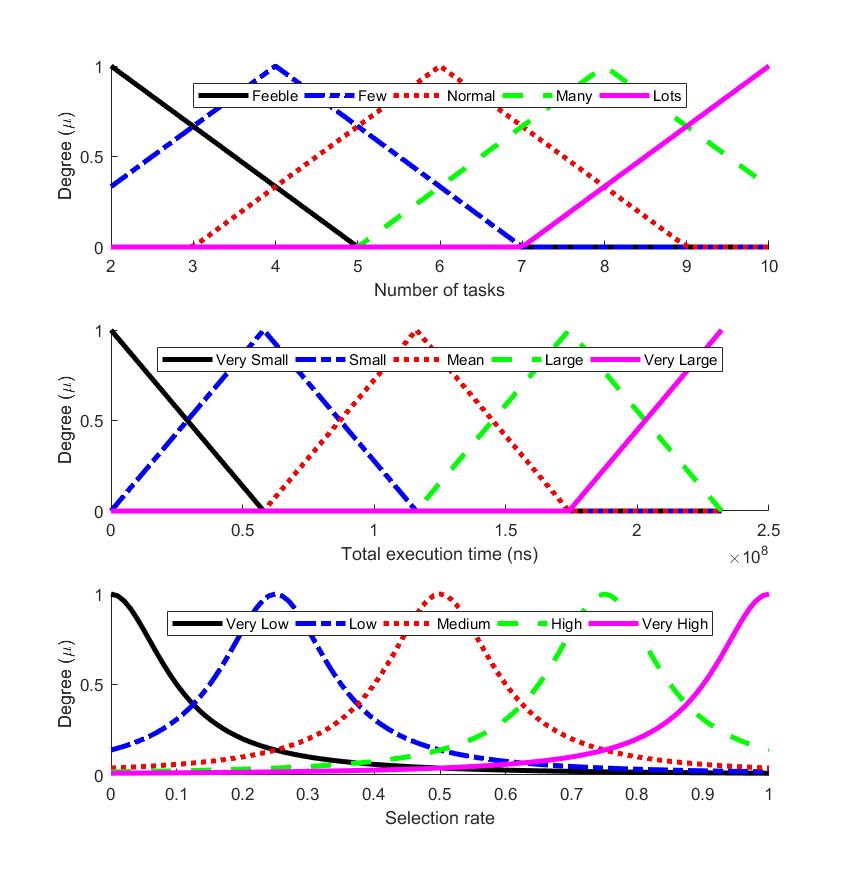 1
Feeble Few Normal Many Lots
Degree (μ)
0.5
0
2 3 4 5 6 7 8 9 10
Number of tasks
1
Very Small Small Mean Large Very Large
Degree (μ)
0.5
0
0 0.5 1 1.5 2 2.5
Total execution time (ns)
×10⁸
1
Very Low Low Medium High Very High
Degree (μ)
0.5
0
0 0.1 0.2 0.3 0.4 0.5 0.6 0.7 0.8 0.9 1
Selection rate